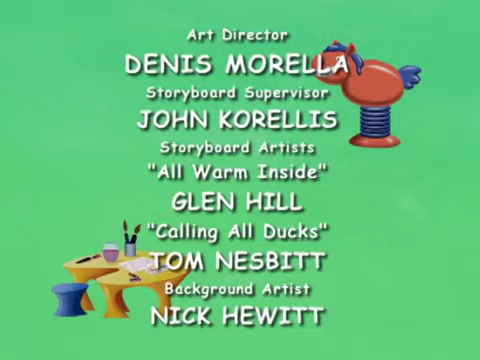 Art Director
DENIS MORELLA
Storyboard Supervisor
JOHN KORELLIS
Storyboard Artists
"All Warm Inside"
GLEN HILL
"Calling All Ducks"
TOM NESBITT
Background Artist
NICK HEWITT